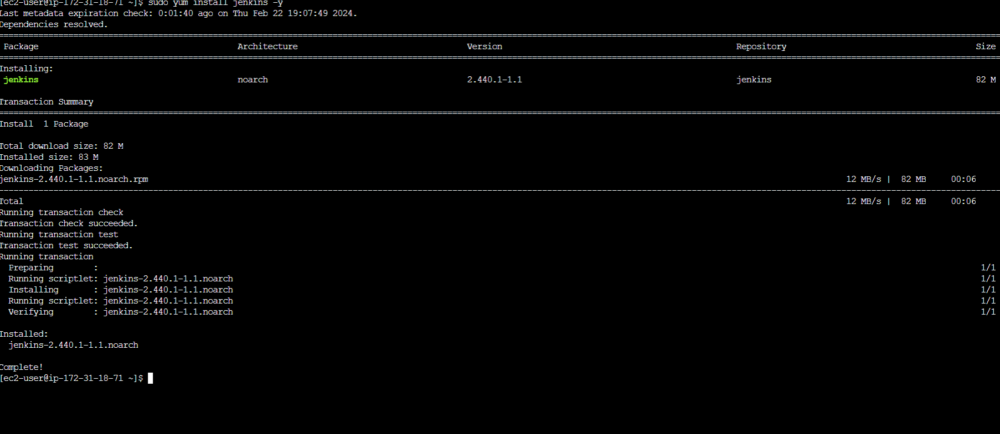 [ec2-user@ip-172-31-18-71 ~]$ sudo yum install jenkins -y
Last metadata expiration check: 0:01:40 ago on Thu Feb 22 19:07:49 2024.
Dependencies resolved.
Package Architecture Version Repository Size
Installing:
jenkins noarch 2.440.1-1.1 jenkins 82 M
Transaction Summary
Install 1 Package
Total download size: 82 M
Installed size: 83 M
Downloading Packages:
jenkins-2.440.1-1.1.noarch.rpm 12 MB/s | 82 MB 00:06
Total 12 MB/s | 82 MB 00:06
Running transaction check
Transaction check succeeded.
Running transaction test
Transaction test succeeded.
Running transaction
Preparing : 1/1
Running scriptlet: jenkins-2.440.1-1.1.noarch 1/1
Installing : jenkins-2.440.1-1.1.noarch 1/1
Running scriptlet: jenkins-2.440.1-1.1.noarch 1/1
Verifying : jenkins-2.440.1-1.1.noarch 1/1
Installed:
jenkins-2.440.1-1.1.noarch
Complete!
[ec2-user@ip-172-31-18-71 ~]$